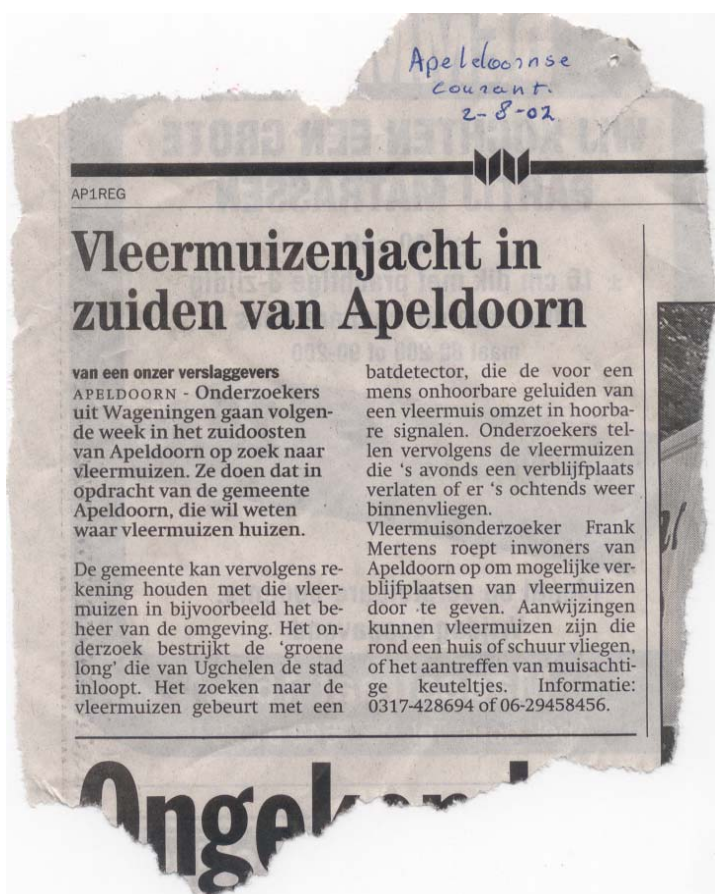 Apeldoornse
courant.
2-8-02
AP1REG
Vleermuizenjacht in
zuiden van Apeldoorn
van een onzer verslaggevers
APELDOORN - Onderzoekers
uit Wageningen gaan volgen-
de week in het zuidoosten
van Apeldoorn op zoek naar
vleermuizen. Ze doen dat in
opdracht van de gemeente
Apeldoorn, die wil weten
waar vleermuizen huizen.
De gemeente kan vervolgens re-
kening houden met die vleer-
muizen in bijvoorbeeld het be-
heer van de omgeving. Het on-
derzoek bestrijkt de 'groene
long' die van Ugchelen de stad
inloopt. Het zoeken naar de
vleermuizen gebeurt met een
batdetector, die de voor een
mens onhoorbare geluiden van
een vleermuis omzet in hoorba-
re signalen. Onderzoekers tel-
len vervolgens de vleermuizen
die 's avonds een verblijfplaats
verlaten of er 's ochtends weer
binnenvliegen.
Vleermuisonderzoeker Frank
Mertens roept inwoners van
Apeldoorn op om mogelijke ver-
blijfplaatsen van vleermuizen
door te geven. Aanwijzingen
kunnen vleermuizen zijn die
rond een huis of schuur vliegen,
of het aantreffen van muisachti-
ge keuteltjes. Informatie:
0317-428694 of 06-29458456.